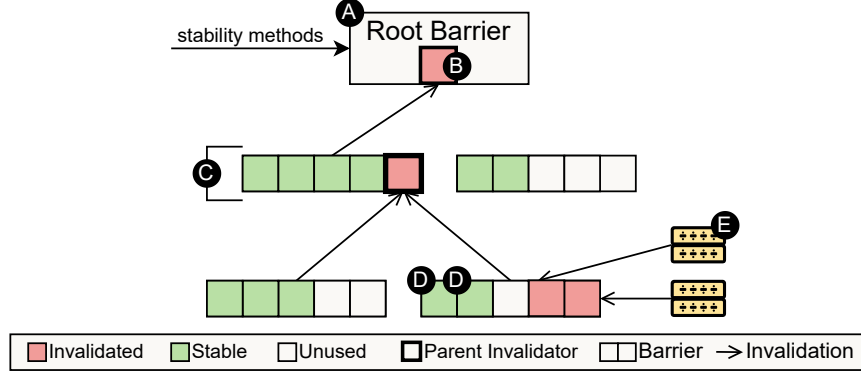 A
Root Barrier
stability methods
B
C
E
D D
Invalidated Stable Unused Parent Invalidator Barrier Invalidation